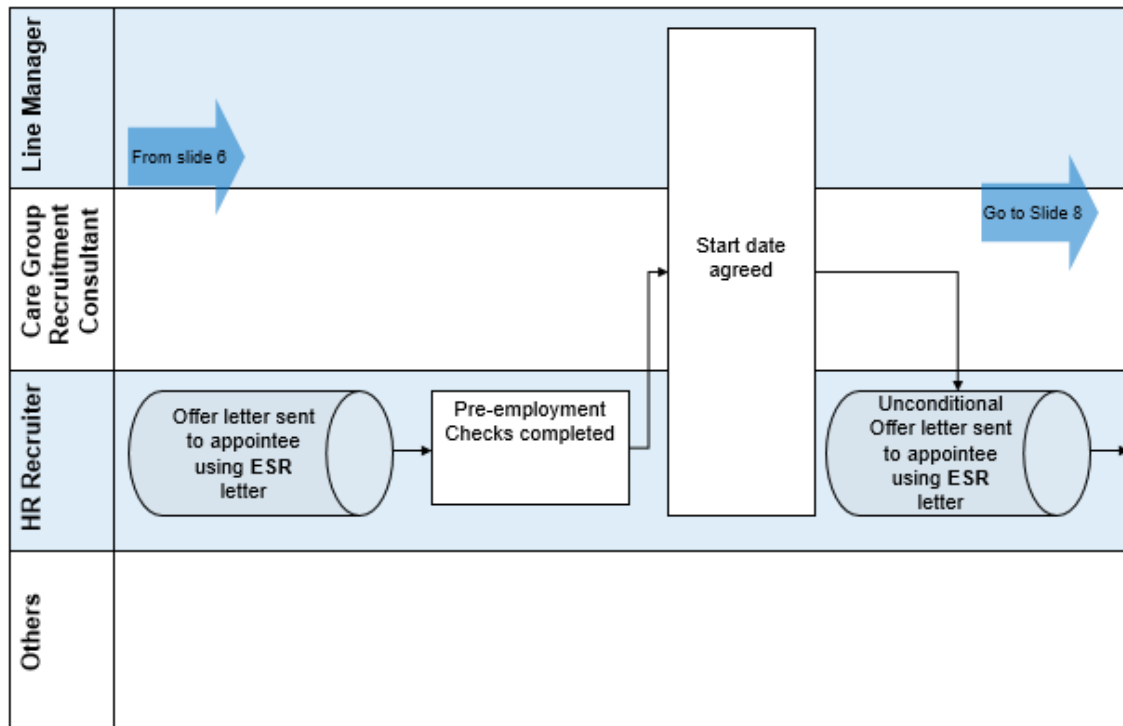 Line Manager
From slide 6
Care Group
Recruitment
Consultant
Start date
agreed
Go to Slide 8
HR Recruiter
Offer letter sent
to appointee
using ESR
letter
Pre-employment
Checks completed
Unconditional
Offer letter sent
to appointee
using ESR
letter
Others